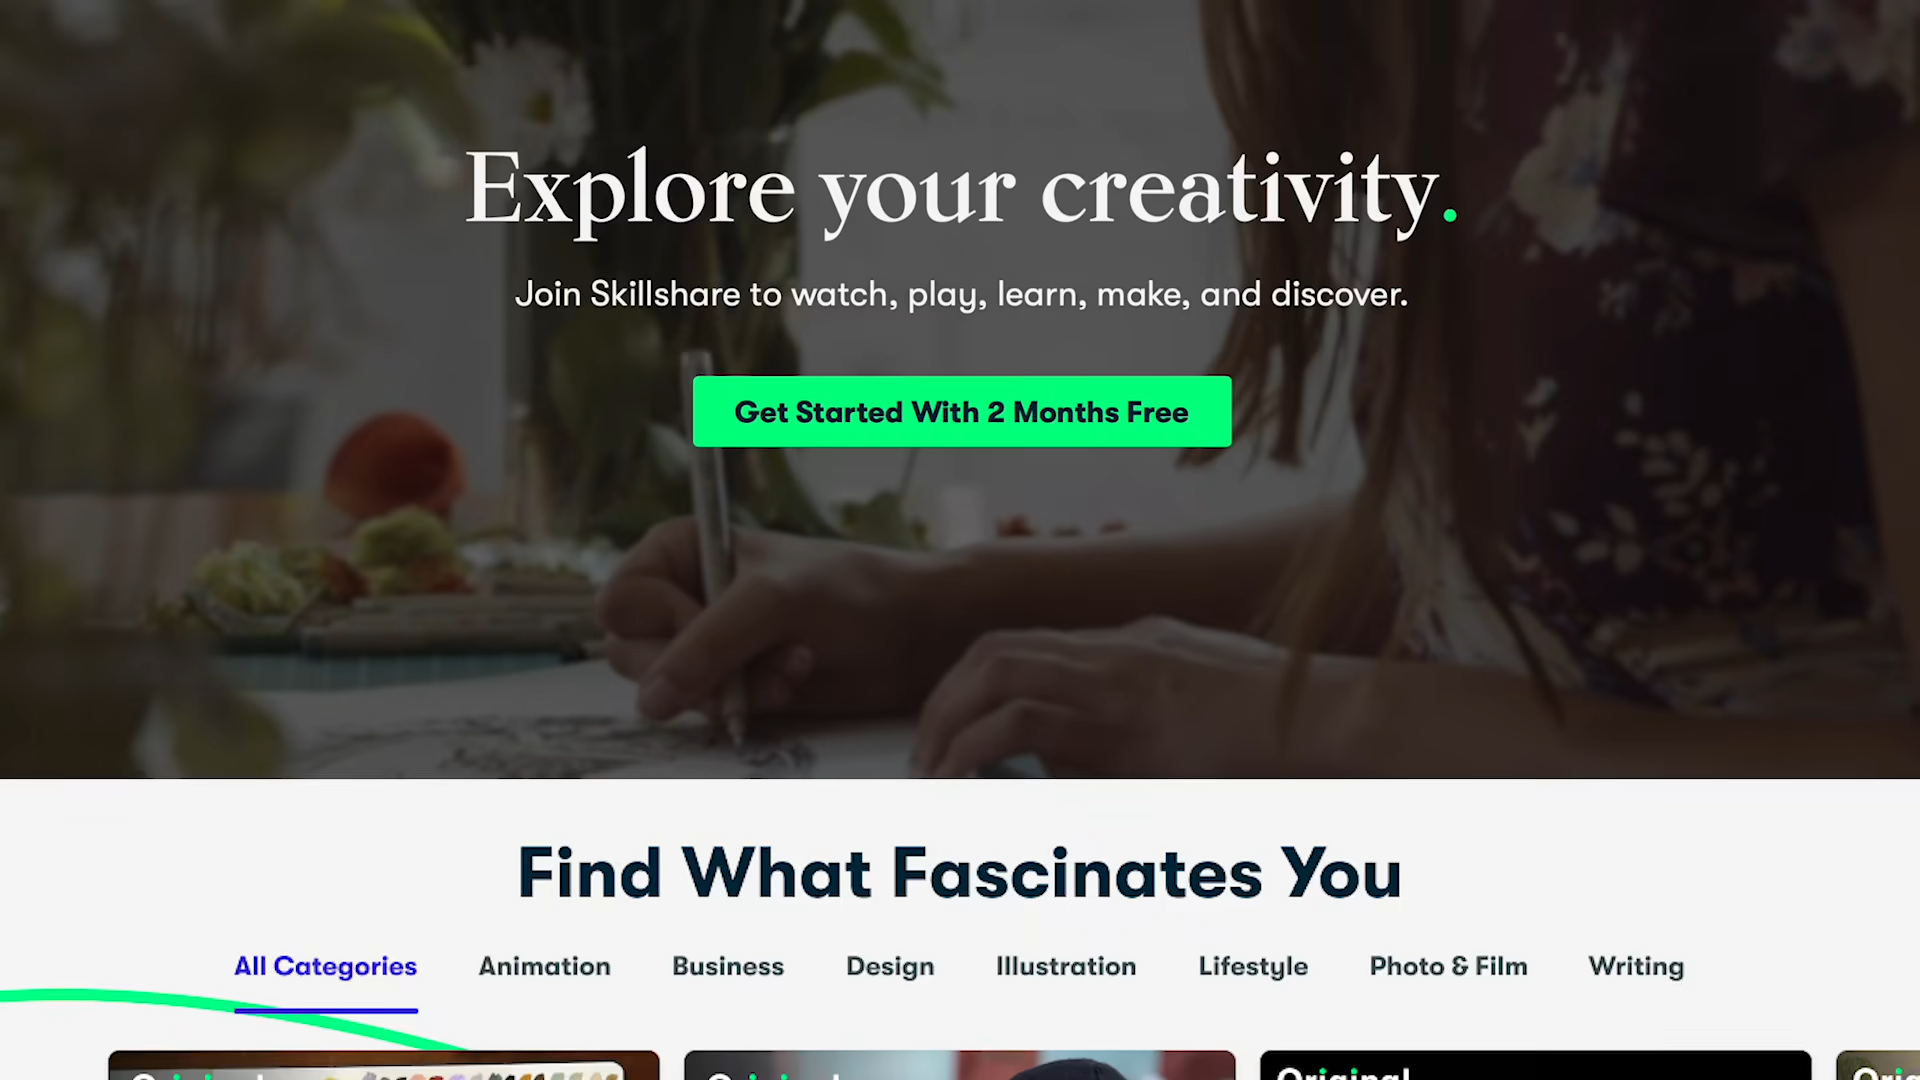 Explore your creativity.
Join Skillshare to watch, play, learn, make, and discover.
Get Started With 2 Months Free
Find What Fascinates You
All Categories Animation Business Design Illustration Lifestyle Photo & Film Writing
Original